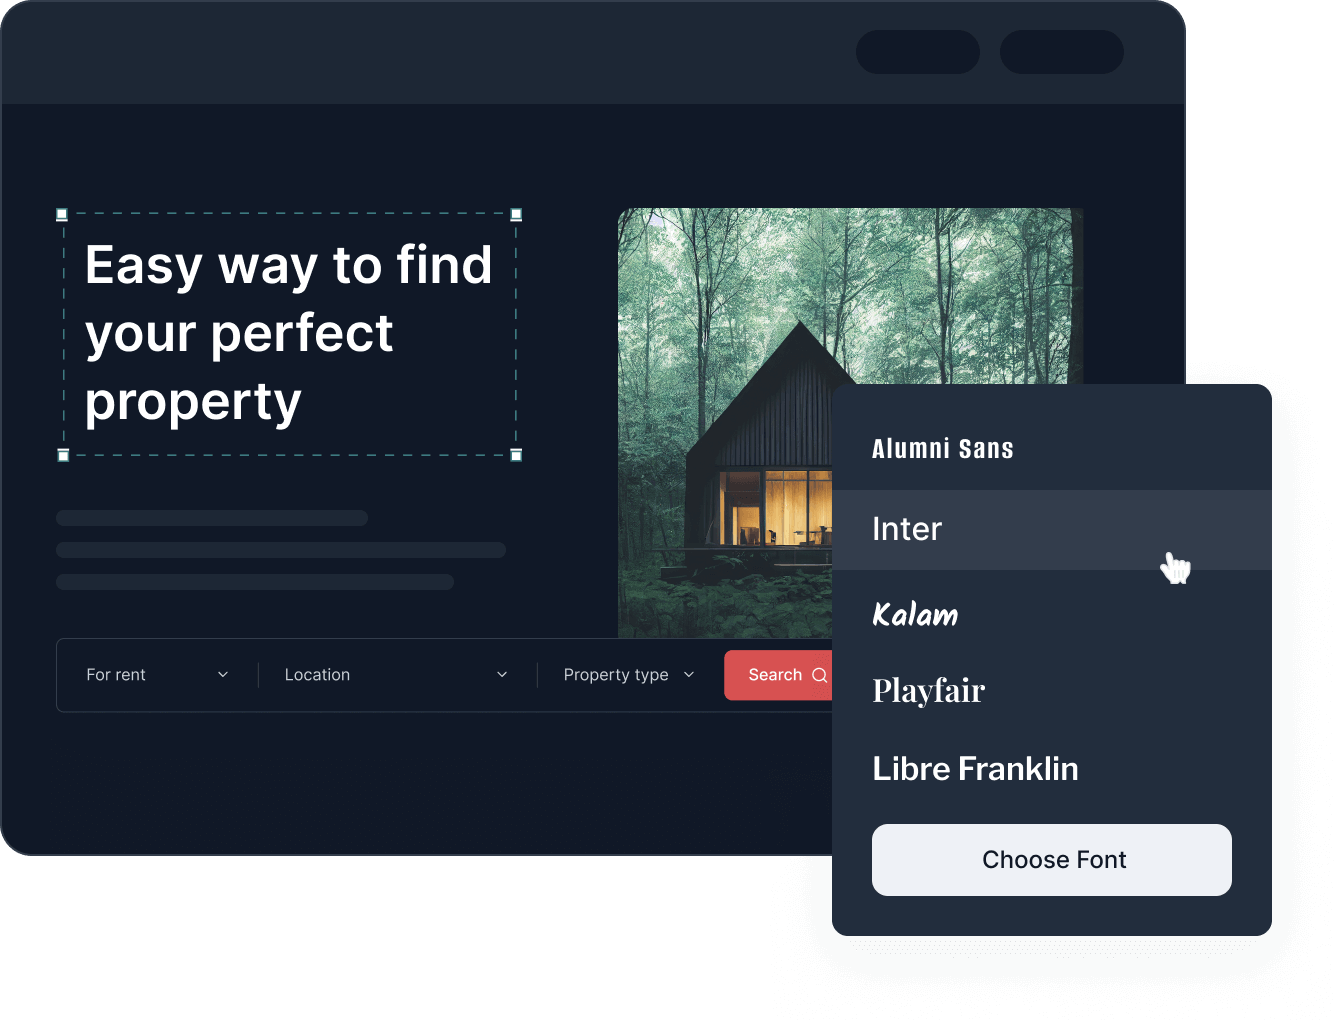 Easy way to find
your perfect
property
For rent
Location
Property type
Search
Alumni Sans
Inter
Kalam
Playfair
Libre Franklin
Choose Font